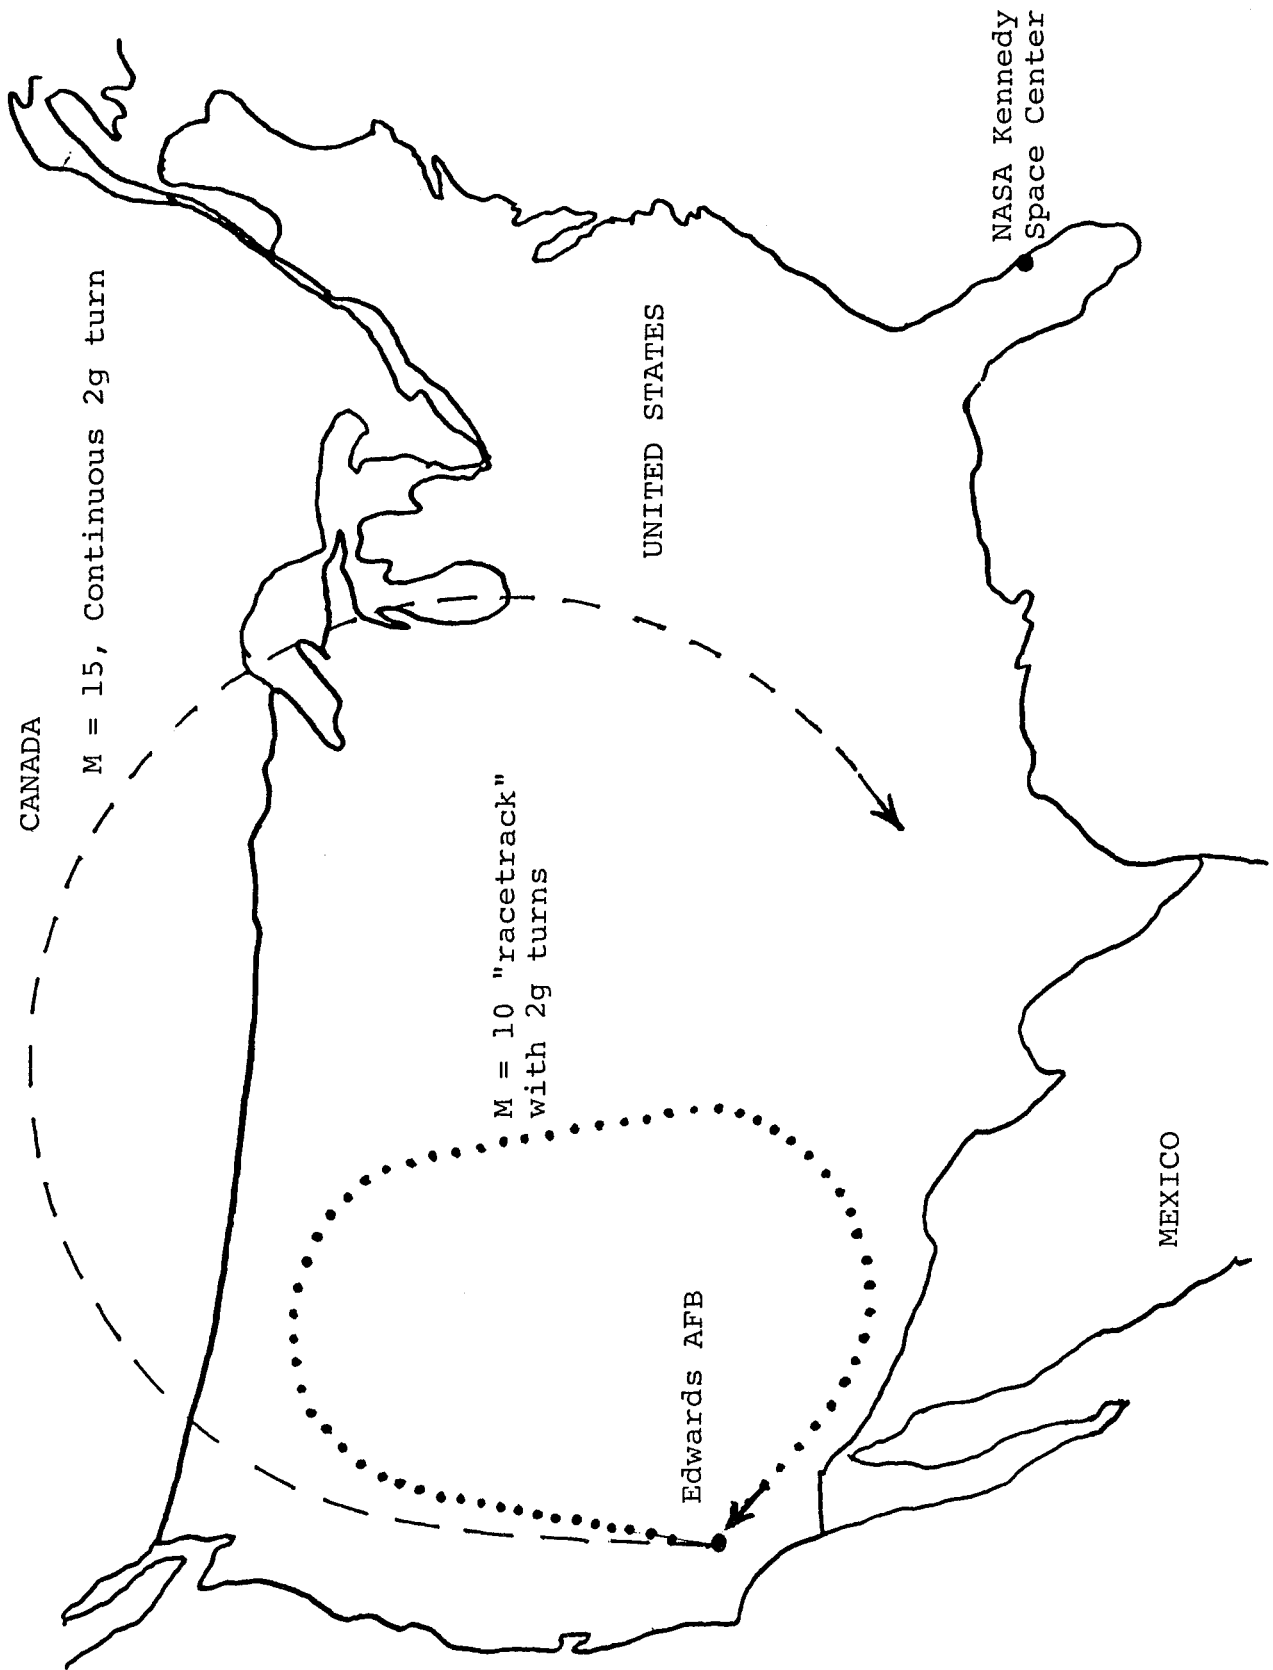 CANADA
M = 15, Continuous 2g turn
M = 10 "racetrack"
with 2g turns
UNITED STATES
Edwards AFB
NASA Kennedy
Space Center
MEXICO